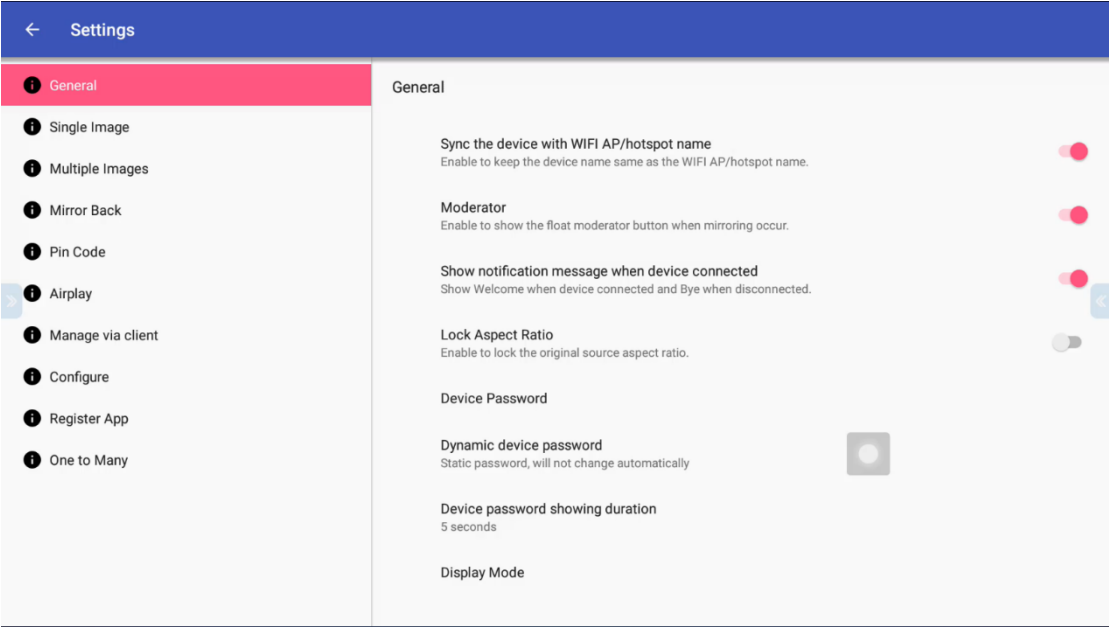 Settings
General
Single Image
Multiple Images
Mirror Back
Pin Code
Airplay
Manage via client
Configure
Register App
One to Many
General
Sync the device with WIFI AP/hotspot name
Enable to keep the device name same as the WIFI AP/hotspot name.
Moderator
Enable to show the float moderator button when mirroring occur.
Show notification message when device connected
Show Welcome when device connected and Bye when disconnected.
Lock Aspect Ratio
Enable to lock the original source aspect ratio.
Device Password
Dynamic device password
Static password, will not change automatically
Device password showing duration
5 seconds
Display Mode